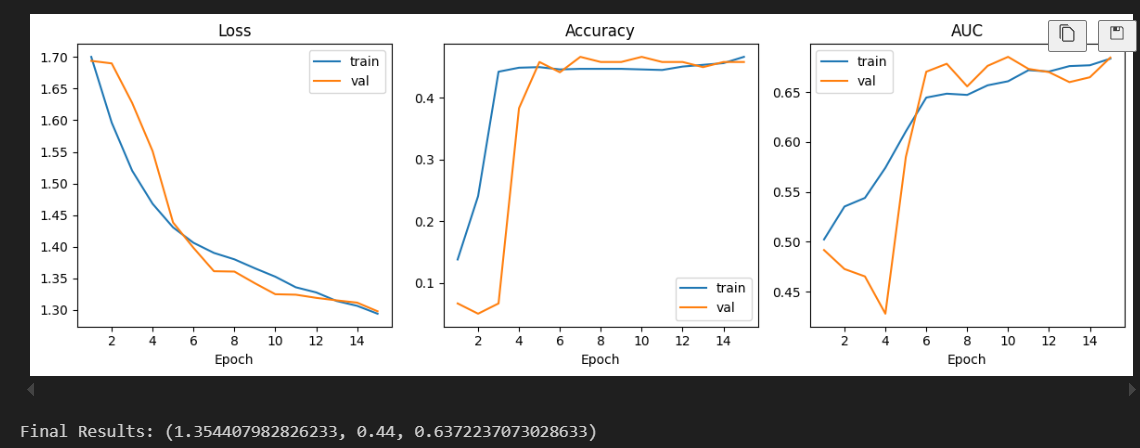 Loss
1.70
1.65
1.60
1.55
1.50
1.45
1.40
1.35
1.30
train
val
2 4 6 8 10 12 14
Epoch
Accuracy
0.4
0.3
0.2
0.1
train
val
2 4 6 8 10 12 14
Epoch
AUC
train
val
0.65
0.60
0.55
0.50
0.45
2 4 6 8 10 12 14
Epoch
Final Results: (1.354407982826233, 0.44, 0.6372237073028633)